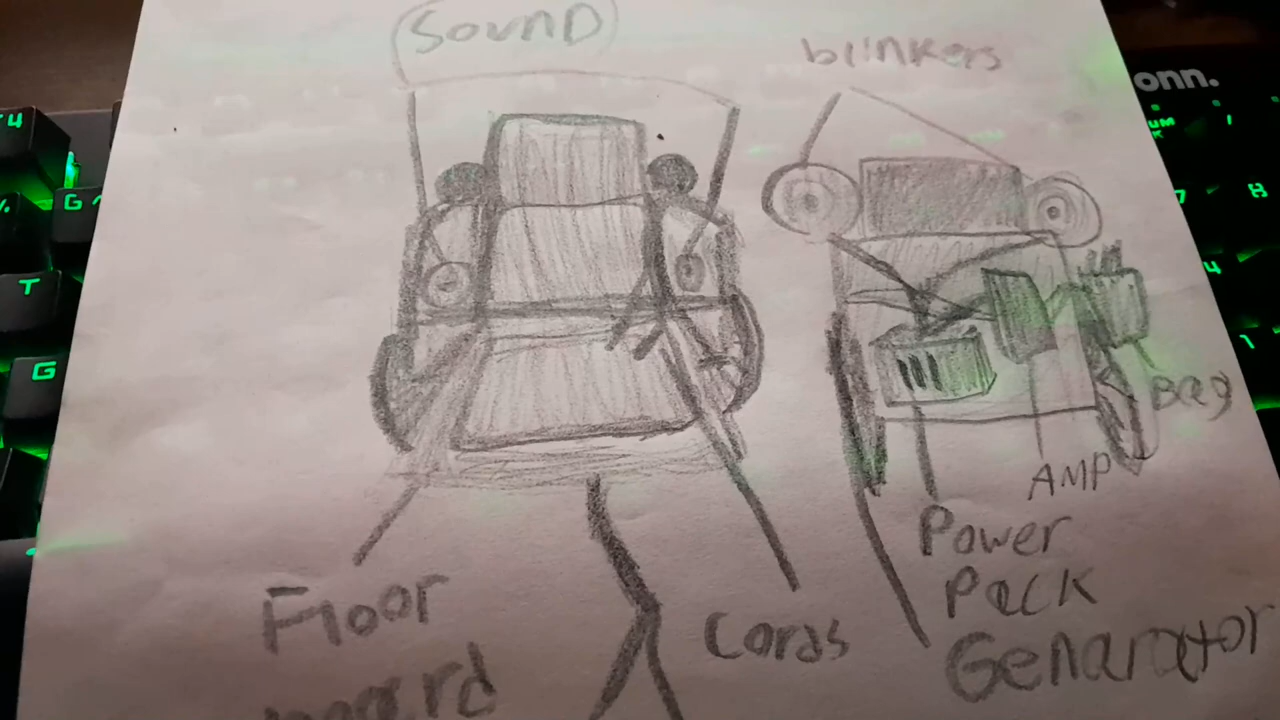 SounD
blinkers
onn.
G
T
G
Bag
AMP
Power
Pack
Genarator
Floor
Cords